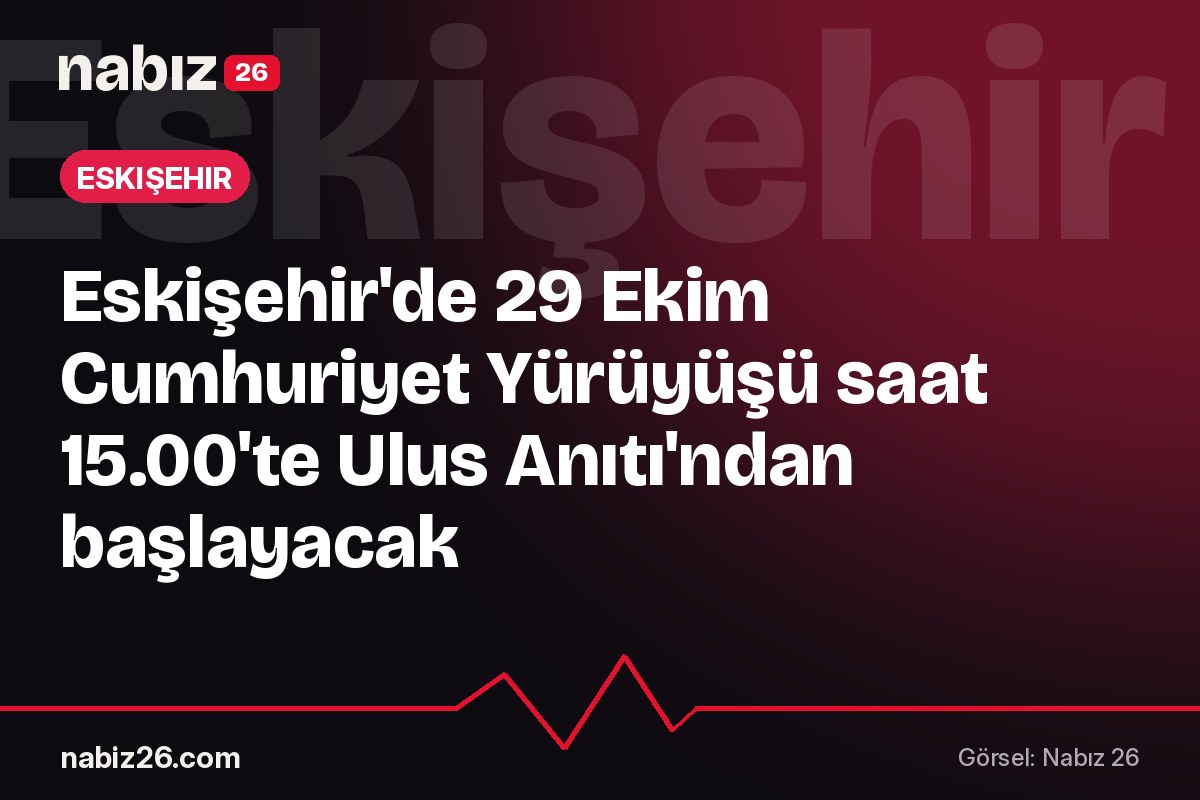 Eskişehir
nabız 26
ESKIŞEHIR
Eskişehir'de 29 Ekim
Cumhuriyet Yürüyüşü saat
15.00'te Ulus Anıtı'ndan
başlayacak
nabiz26.com
Görsel: Nabız 26